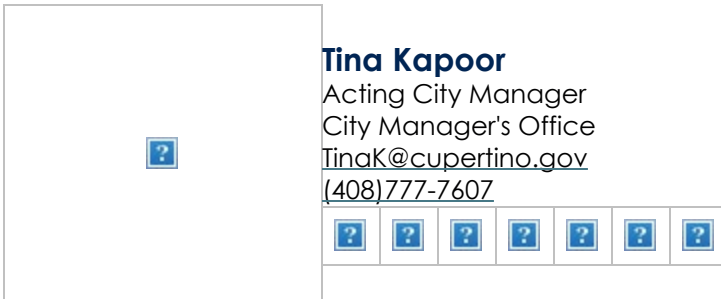 Tina Kapoor
Acting City Manager
City Manager's Office
TinaK@cupertino.gov
(408)777-7607